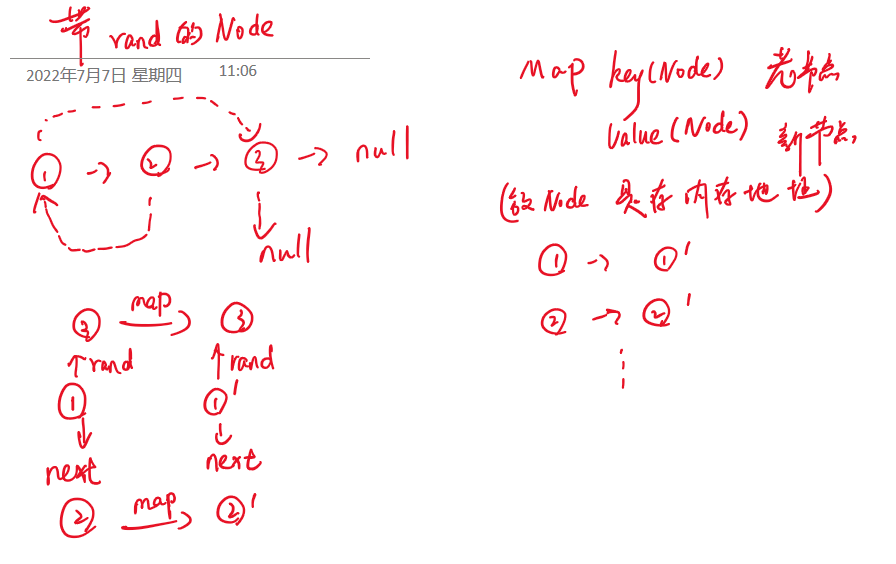 带 rand 的 Node
2022年7月7日 星期四 11:06
① -> ② -> ③ -> null
null
③ map ③
↑rand ↑rand
① ①'
next next
② map ②'
Map key(Node) 老节点
Value(Node) 新节点,
(放Node 是存内存地址)
① -> ①'
② -> ②'